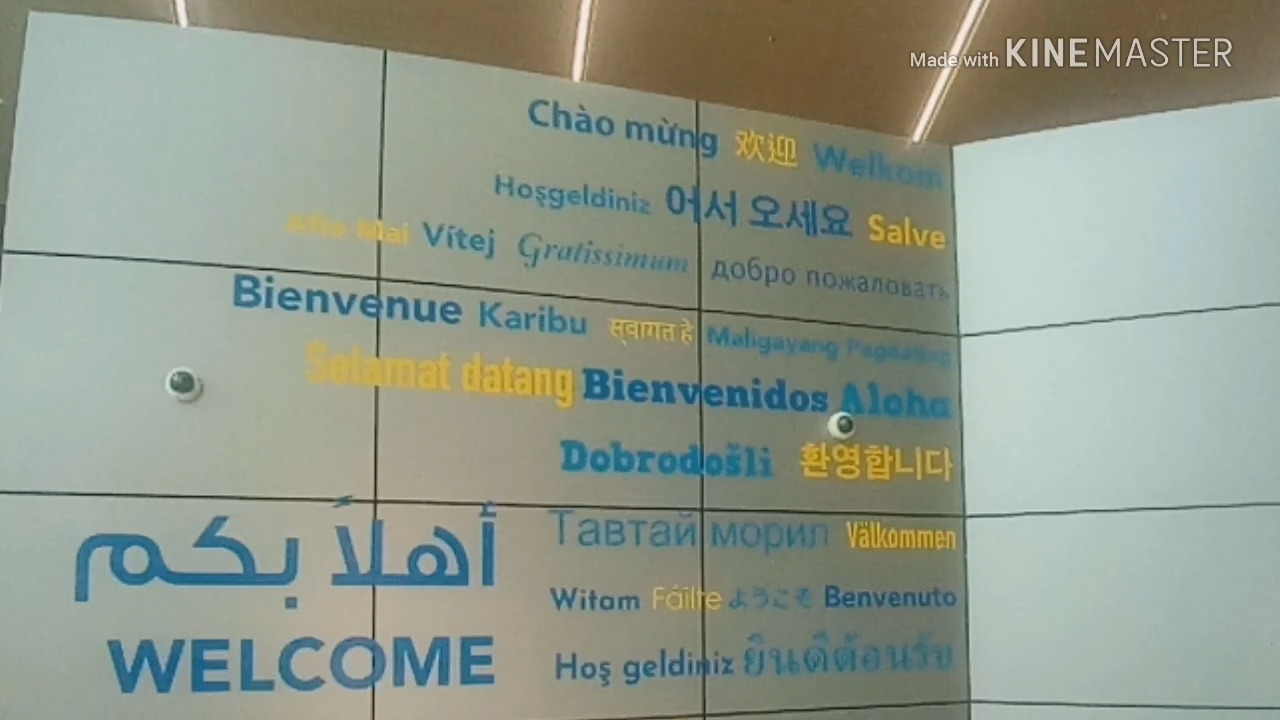 Made with KINEMASTER
Chào mừng 欢迎 Welkom
Hoşgeldiniz 어서 오세요 Salve
Afio Mai Vítej Gratissimum добро пожаловать
Bienvenue Karibu स्वागत हे Maligayang Pagdating
Selamat datang Bienvenidos Aloha
Dobrodošli 환영합니다
Тавтай морил Välkommen
أهلاً بكم
Witam Fáilte ようこそ Benvenuto
WELCOME
Hoş geldiniz ยินดีต้อนรับ